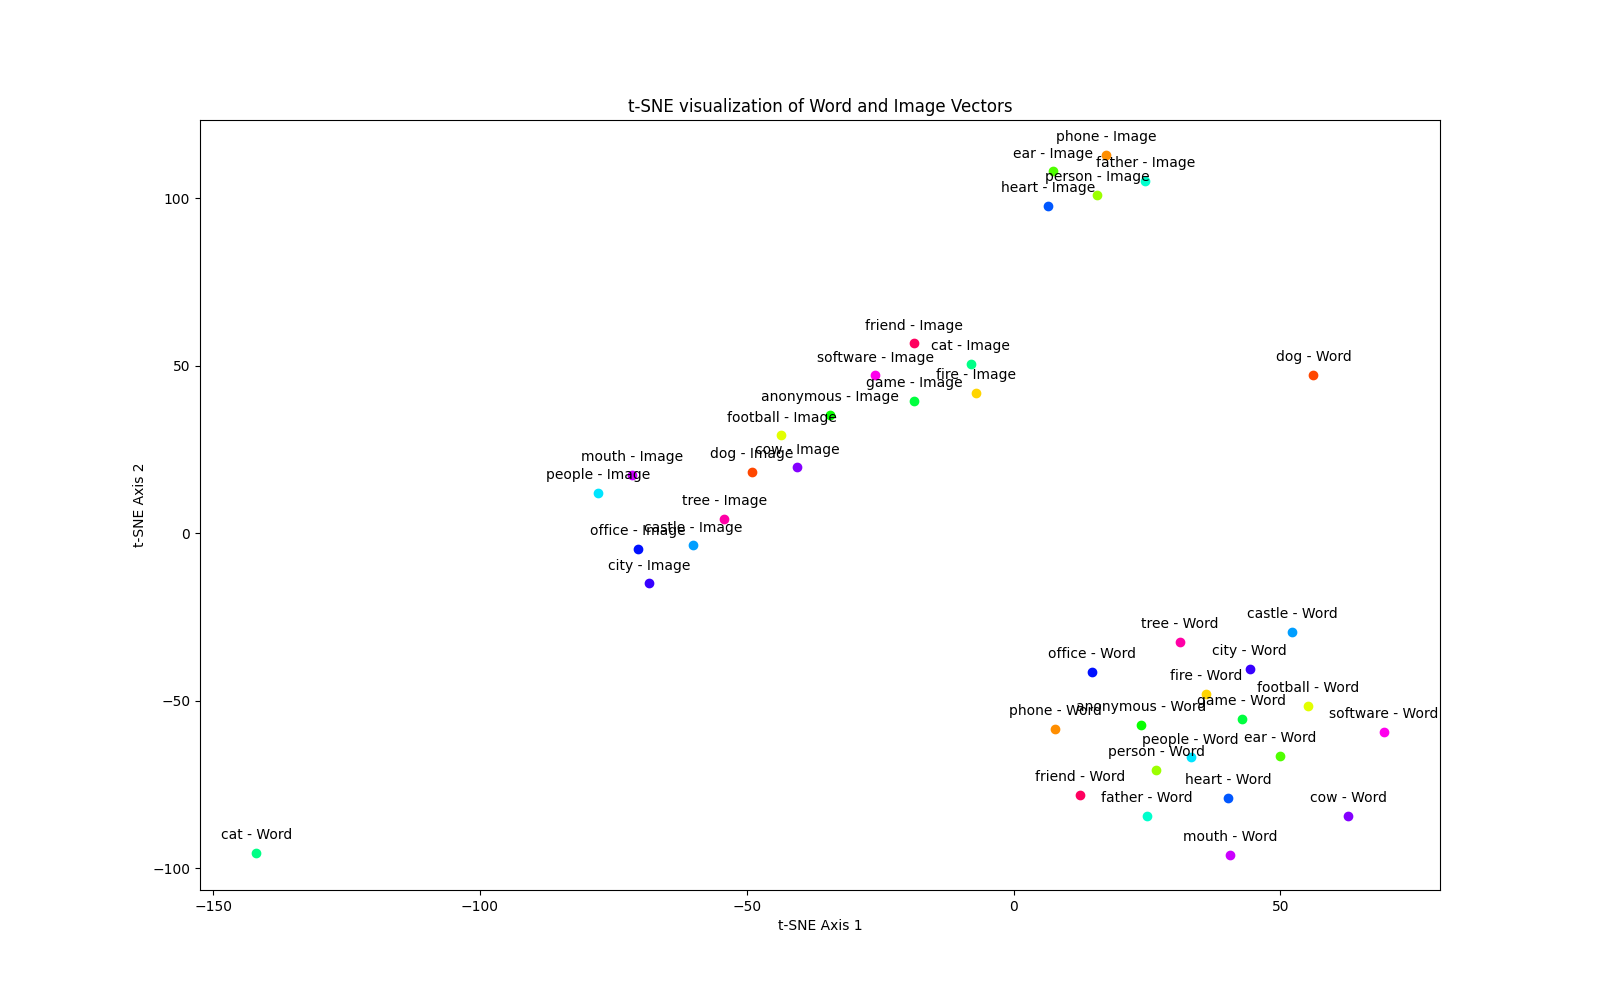 t-SNE visualization of Word and Image Vectors
phone - Image
ear - Image
father - Image
person - Image
heart - Image
friend - Image
cat - Image
software - Image
dog - Word
fire - Image
game - Image
anonymous - Image
football - Image
cow - Image
dog - Image
mouth - Image
people - Image
tree - Image
castle - Image
office - Image
city - Image
castle - Word
tree - Word
city - Word
office - Word
fire - Word
football - Word
game - Word
anonymous - Word
phone - Word
software - Word
people - Word
ear - Word
person - Word
friend - Word
heart - Word
father - Word
cow - Word
cat - Word
mouth - Word
100
50
0
−50
−100
t-SNE Axis 2
−150
−100
−50
0
50
t-SNE Axis 1